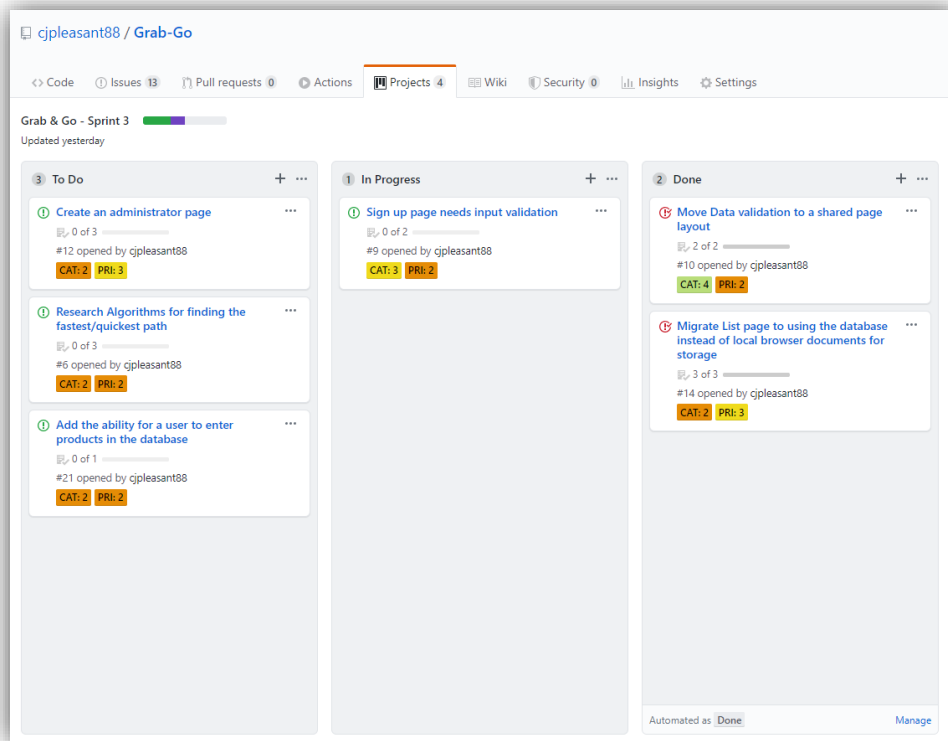 cjpleasant88 / Grab-Go
Code Issues 13 Pull requests 0 Actions Projects 4 Wiki Security 0 Insights Settings
Grab & Go - Sprint 3
Updated yesterday
3 To Do
Create an administrator page
0 of 3
#12 opened by cjpleasant88
CAT: 2 PRI: 3
Research Algorithms for finding the
fastest/quickest path
0 of 3
#6 opened by cjpleasant88
CAT: 2 PRI: 2
Add the ability for a user to enter
products in the database
0 of 1
#21 opened by cjpleasant88
CAT: 2 PRI: 2
1 In Progress
Sign up page needs input validation
0 of 2
#9 opened by cjpleasant88
CAT: 3 PRI: 2
2 Done
Move Data validation to a shared page
layout
2 of 2
#10 opened by cjpleasant88
CAT: 4 PRI: 2
Migrate List page to using the database
instead of local browser documents for
storage
3 of 3
#14 opened by cjpleasant88
CAT: 2 PRI: 3
Automated as Done Manage